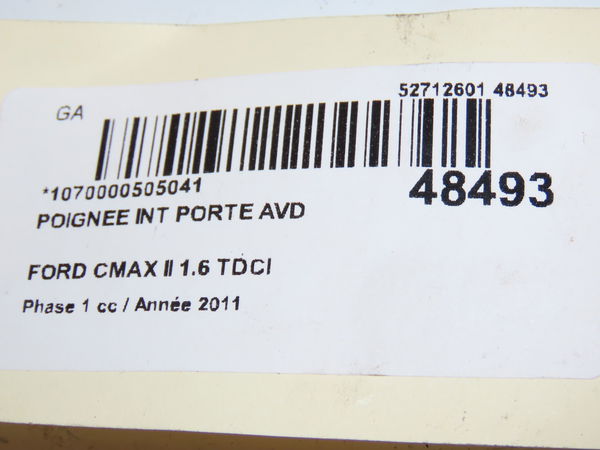 GA
52712601 48493
*1070000505041
48493
POIGNEE INT PORTE AVD
FORD CMAX II 1.6 TDCI
Phase 1 cc / Année 2011